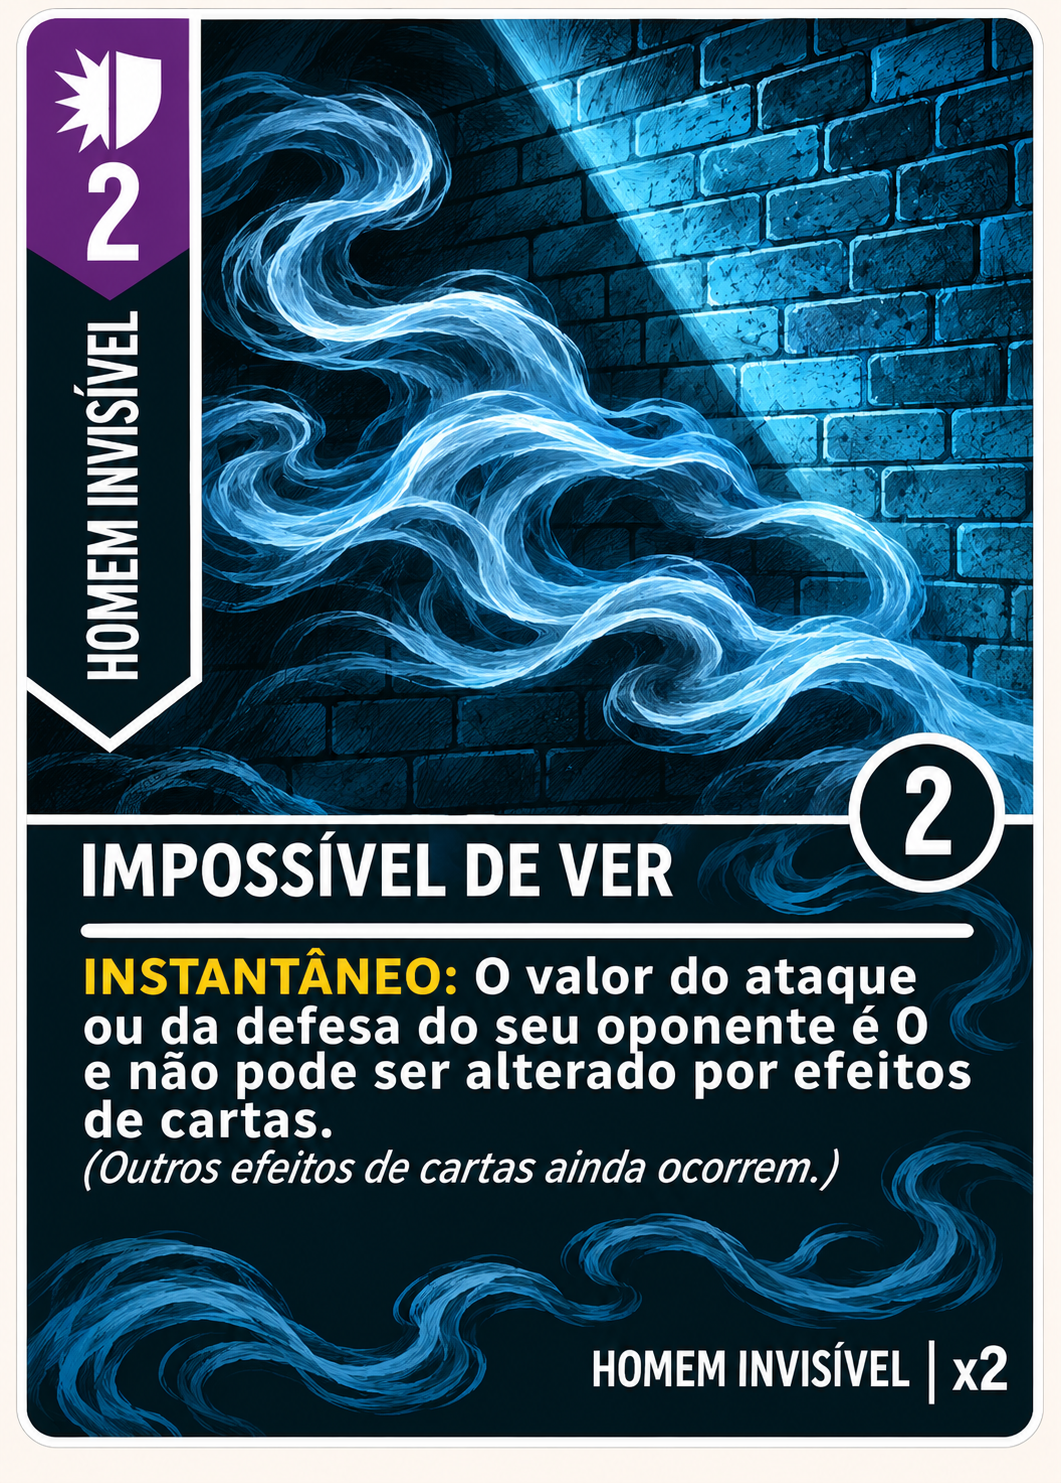 2
HOMEM INVISÍVEL
2
IMPOSSÍVEL DE VER
INSTANTÂNEO: O valor do ataque
ou da defesa do seu oponente é 0
e não pode ser alterado por efeitos
de cartas.
(Outros efeitos de cartas ainda ocorrem.)
HOMEM INVISÍVEL | x2